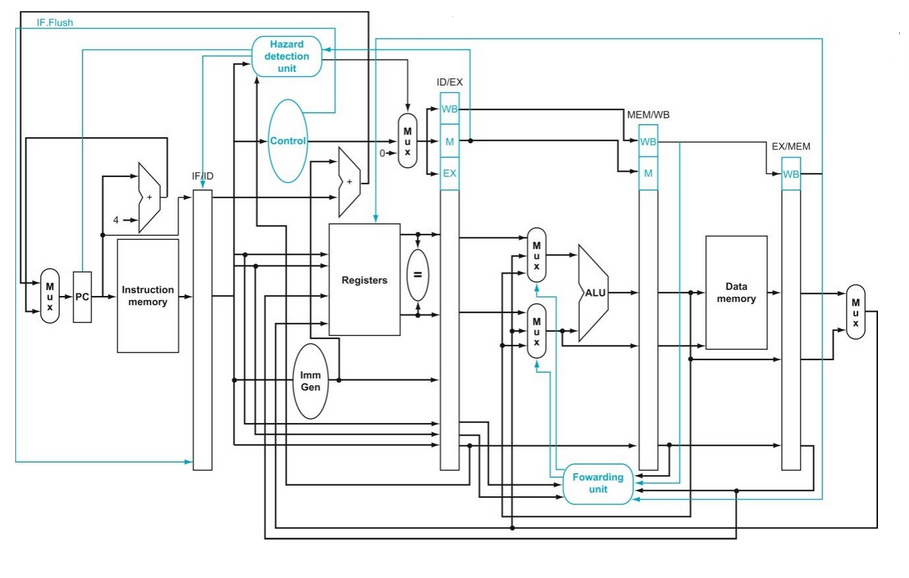 IF.Flush
Hazard
detection
unit
ID/EX
WB
MEM/WB
Control
M
u
x
0
M
EX
WB
M
EX/MEM
WB
IF/ID
+
+
4
M
u
x
PC
Instruction
memory
Registers
=
M
u
x
M
u
x
ALU
Data
memory
M
u
x
Imm
Gen
Fowarding
unit